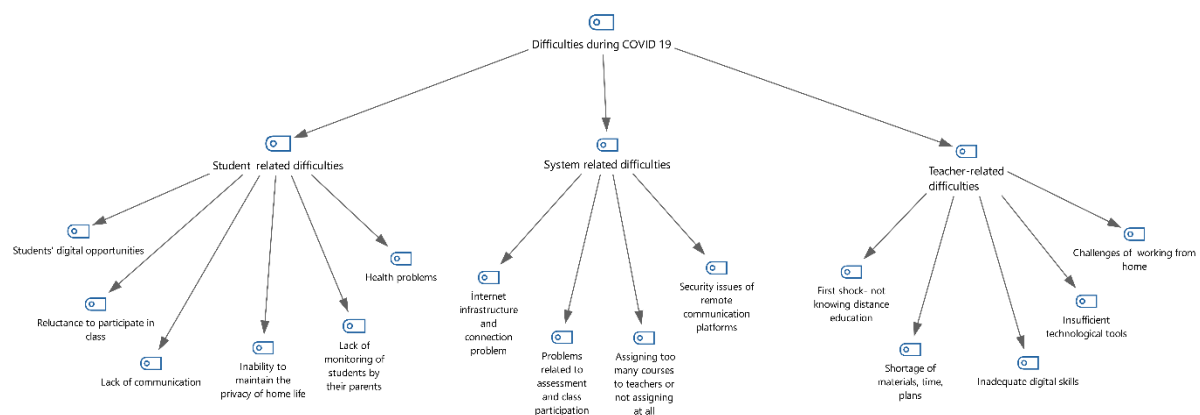 Difficulties during COVID 19
Student related difficulties
System related difficulties
Teacher-related
difficulties
Students' digital opportunities
Reluctance to participate in
class
Lack of communication
Inability to
maintain the
privacy of home life
Lack of
monitoring of
students by
their parents
Health problems
İnternet
infrastructure
and
connection
problem
Problems
related to
assessment
and class
participation
Assigning too
many courses
to teachers or
not assigning
at all
Security issues of
remote
communication
platforms
First shock- not
knowing distance
education
Shortage of
materials, time,
plans
Inadequate digital skills
Insufficient
technological tools
Challenges of working from
home